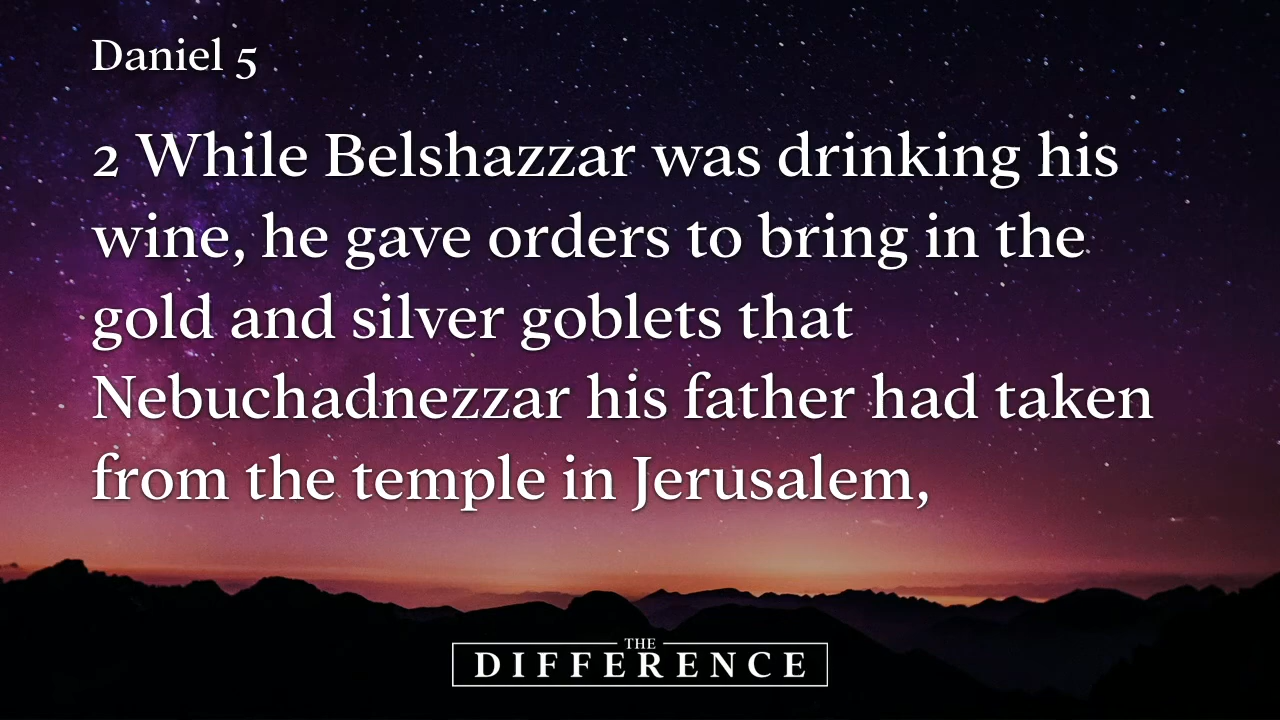 Daniel 5
2 While Belshazzar was drinking his
wine, he gave orders to bring in the
gold and silver goblets that
Nebuchadnezzar his father had taken
from the temple in Jerusalem,
THE
DIFFERENCE